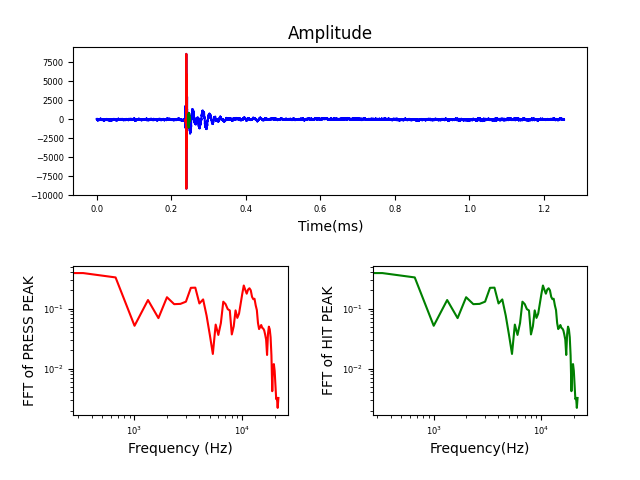 Amplitude
7500
5000
2500
0
−2500
−5000
−7500
−10000
0.0 0.2 0.4 0.6 0.8 1.0 1.2
Time(ms)
FFT of PRESS PEAK
10⁻¹
10⁻²
10³ 10⁴
Frequency (Hz)
FFT of HIT PEAK
10⁻¹
10⁻²
10³ 10⁴
Frequency(Hz)